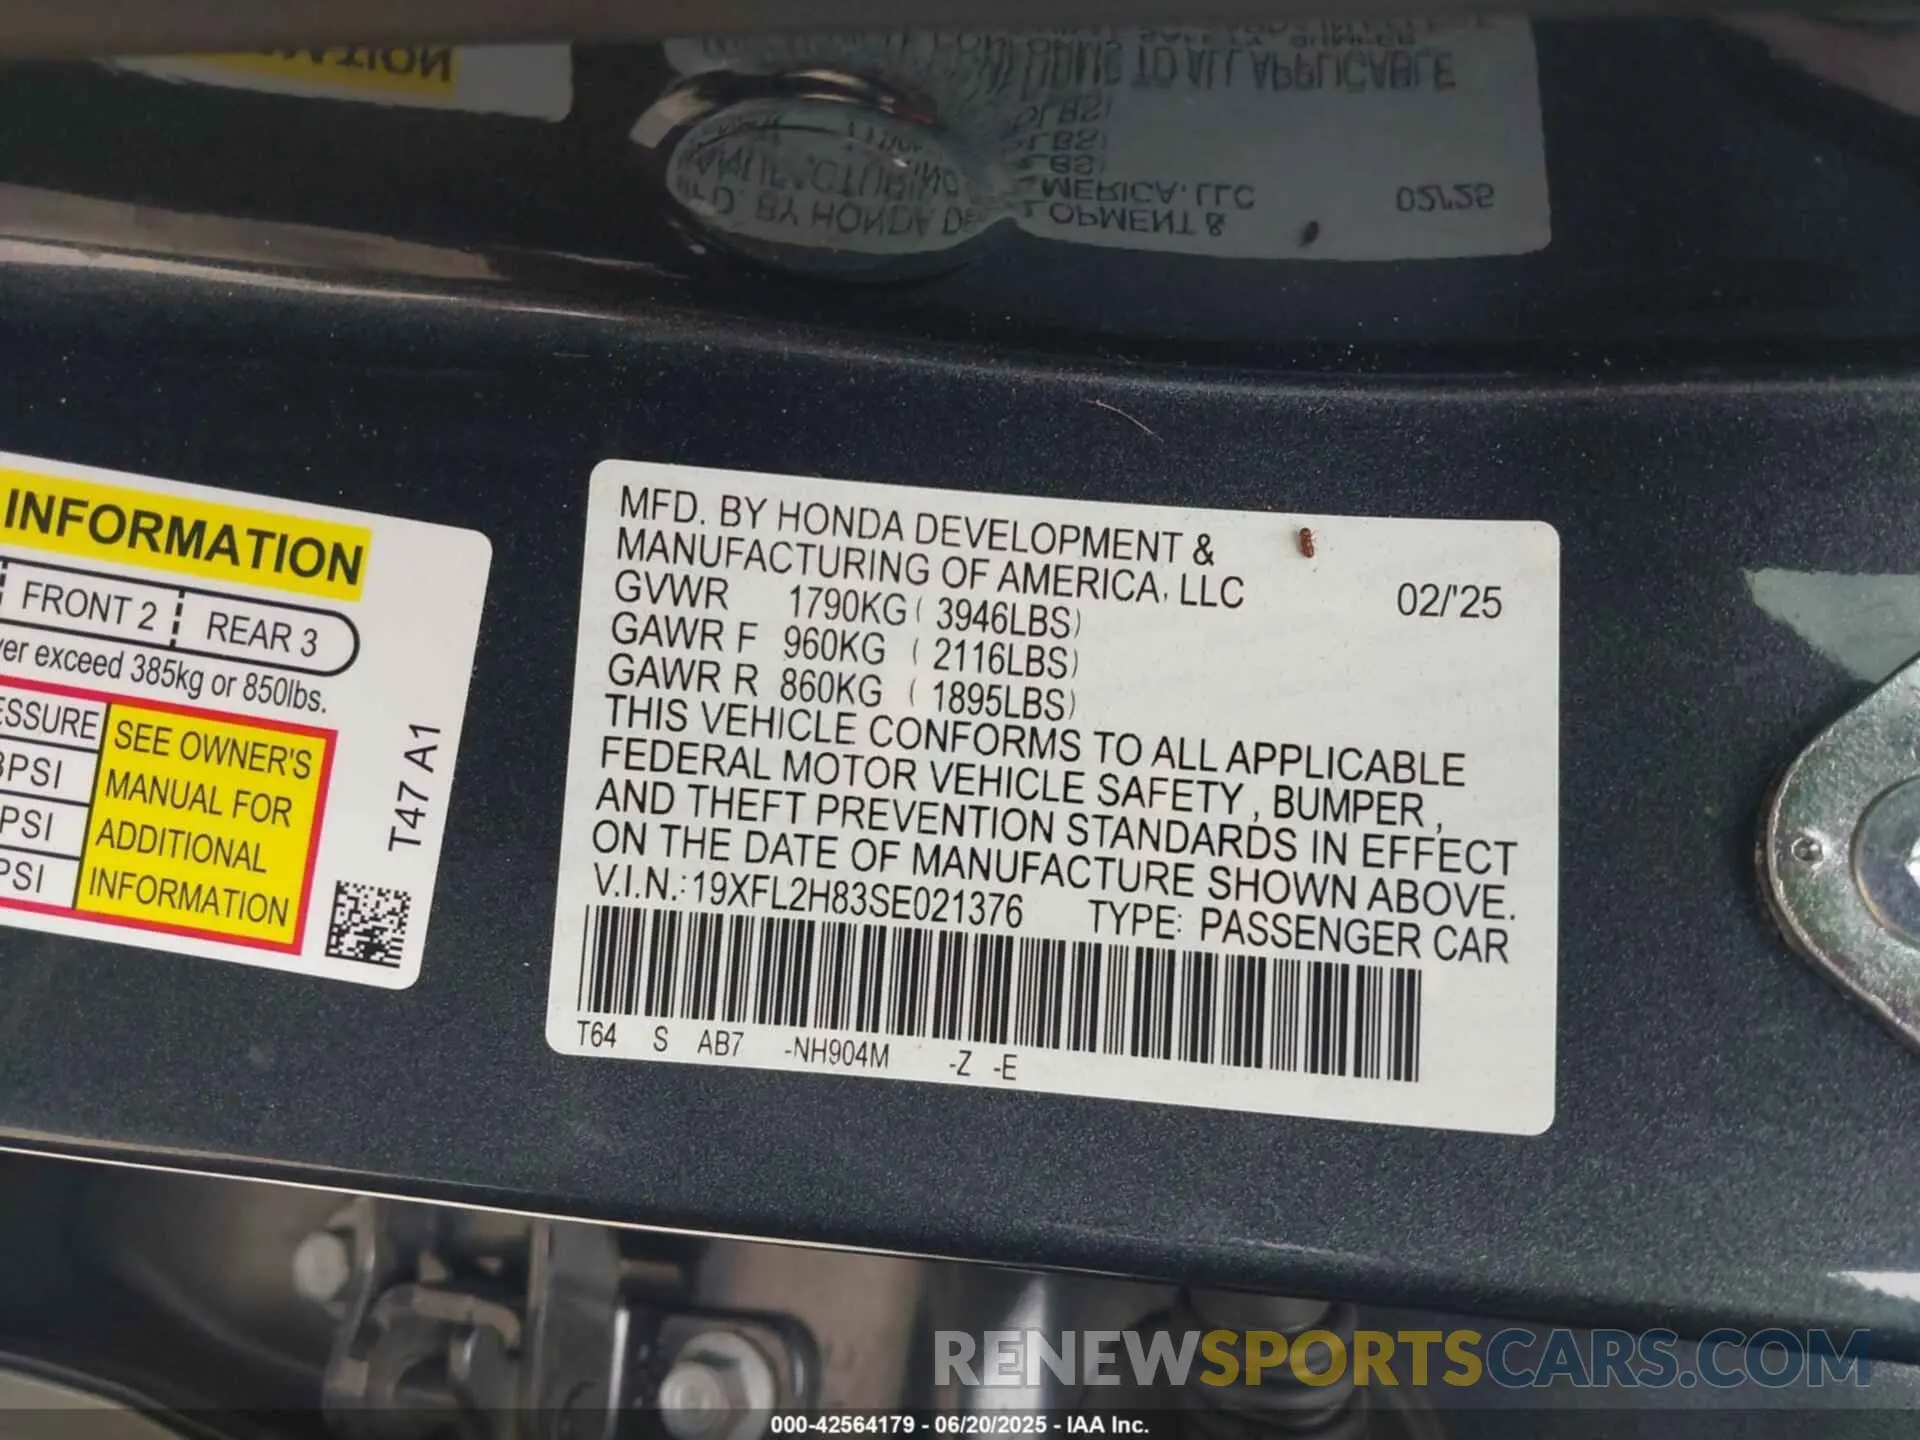 INFORMATION
FRONT 2 REAR 3
exceed 385kg or 850lbs.
PSI
PSI
PSI
SEE OWNER'S
MANUAL FOR
ADDITIONAL
INFORMATION
T47 A1
MFD. BY HONDA DEVELOPMENT &
MANUFACTURING OF AMERICA, LLC 02/'25
GVWR 1790KG ( 3946LBS)
GAWR F 960KG ( 2116LBS)
GAWR R 860KG ( 1895LBS)
THIS VEHICLE CONFORMS TO ALL APPLICABLE
FEDERAL MOTOR VEHICLE SAFETY , BUMPER ,
AND THEFT PREVENTION STANDARDS IN EFFECT
ON THE DATE OF MANUFACTURE SHOWN ABOVE.
V.I.N.: 19XFL2H83SE021376 TYPE: PASSENGER CAR
T64 S AB7 -NH904M -Z -E
RENEWSPORTSCARS.COM
000-42564179 - 06/20/2025 - IAA Inc.